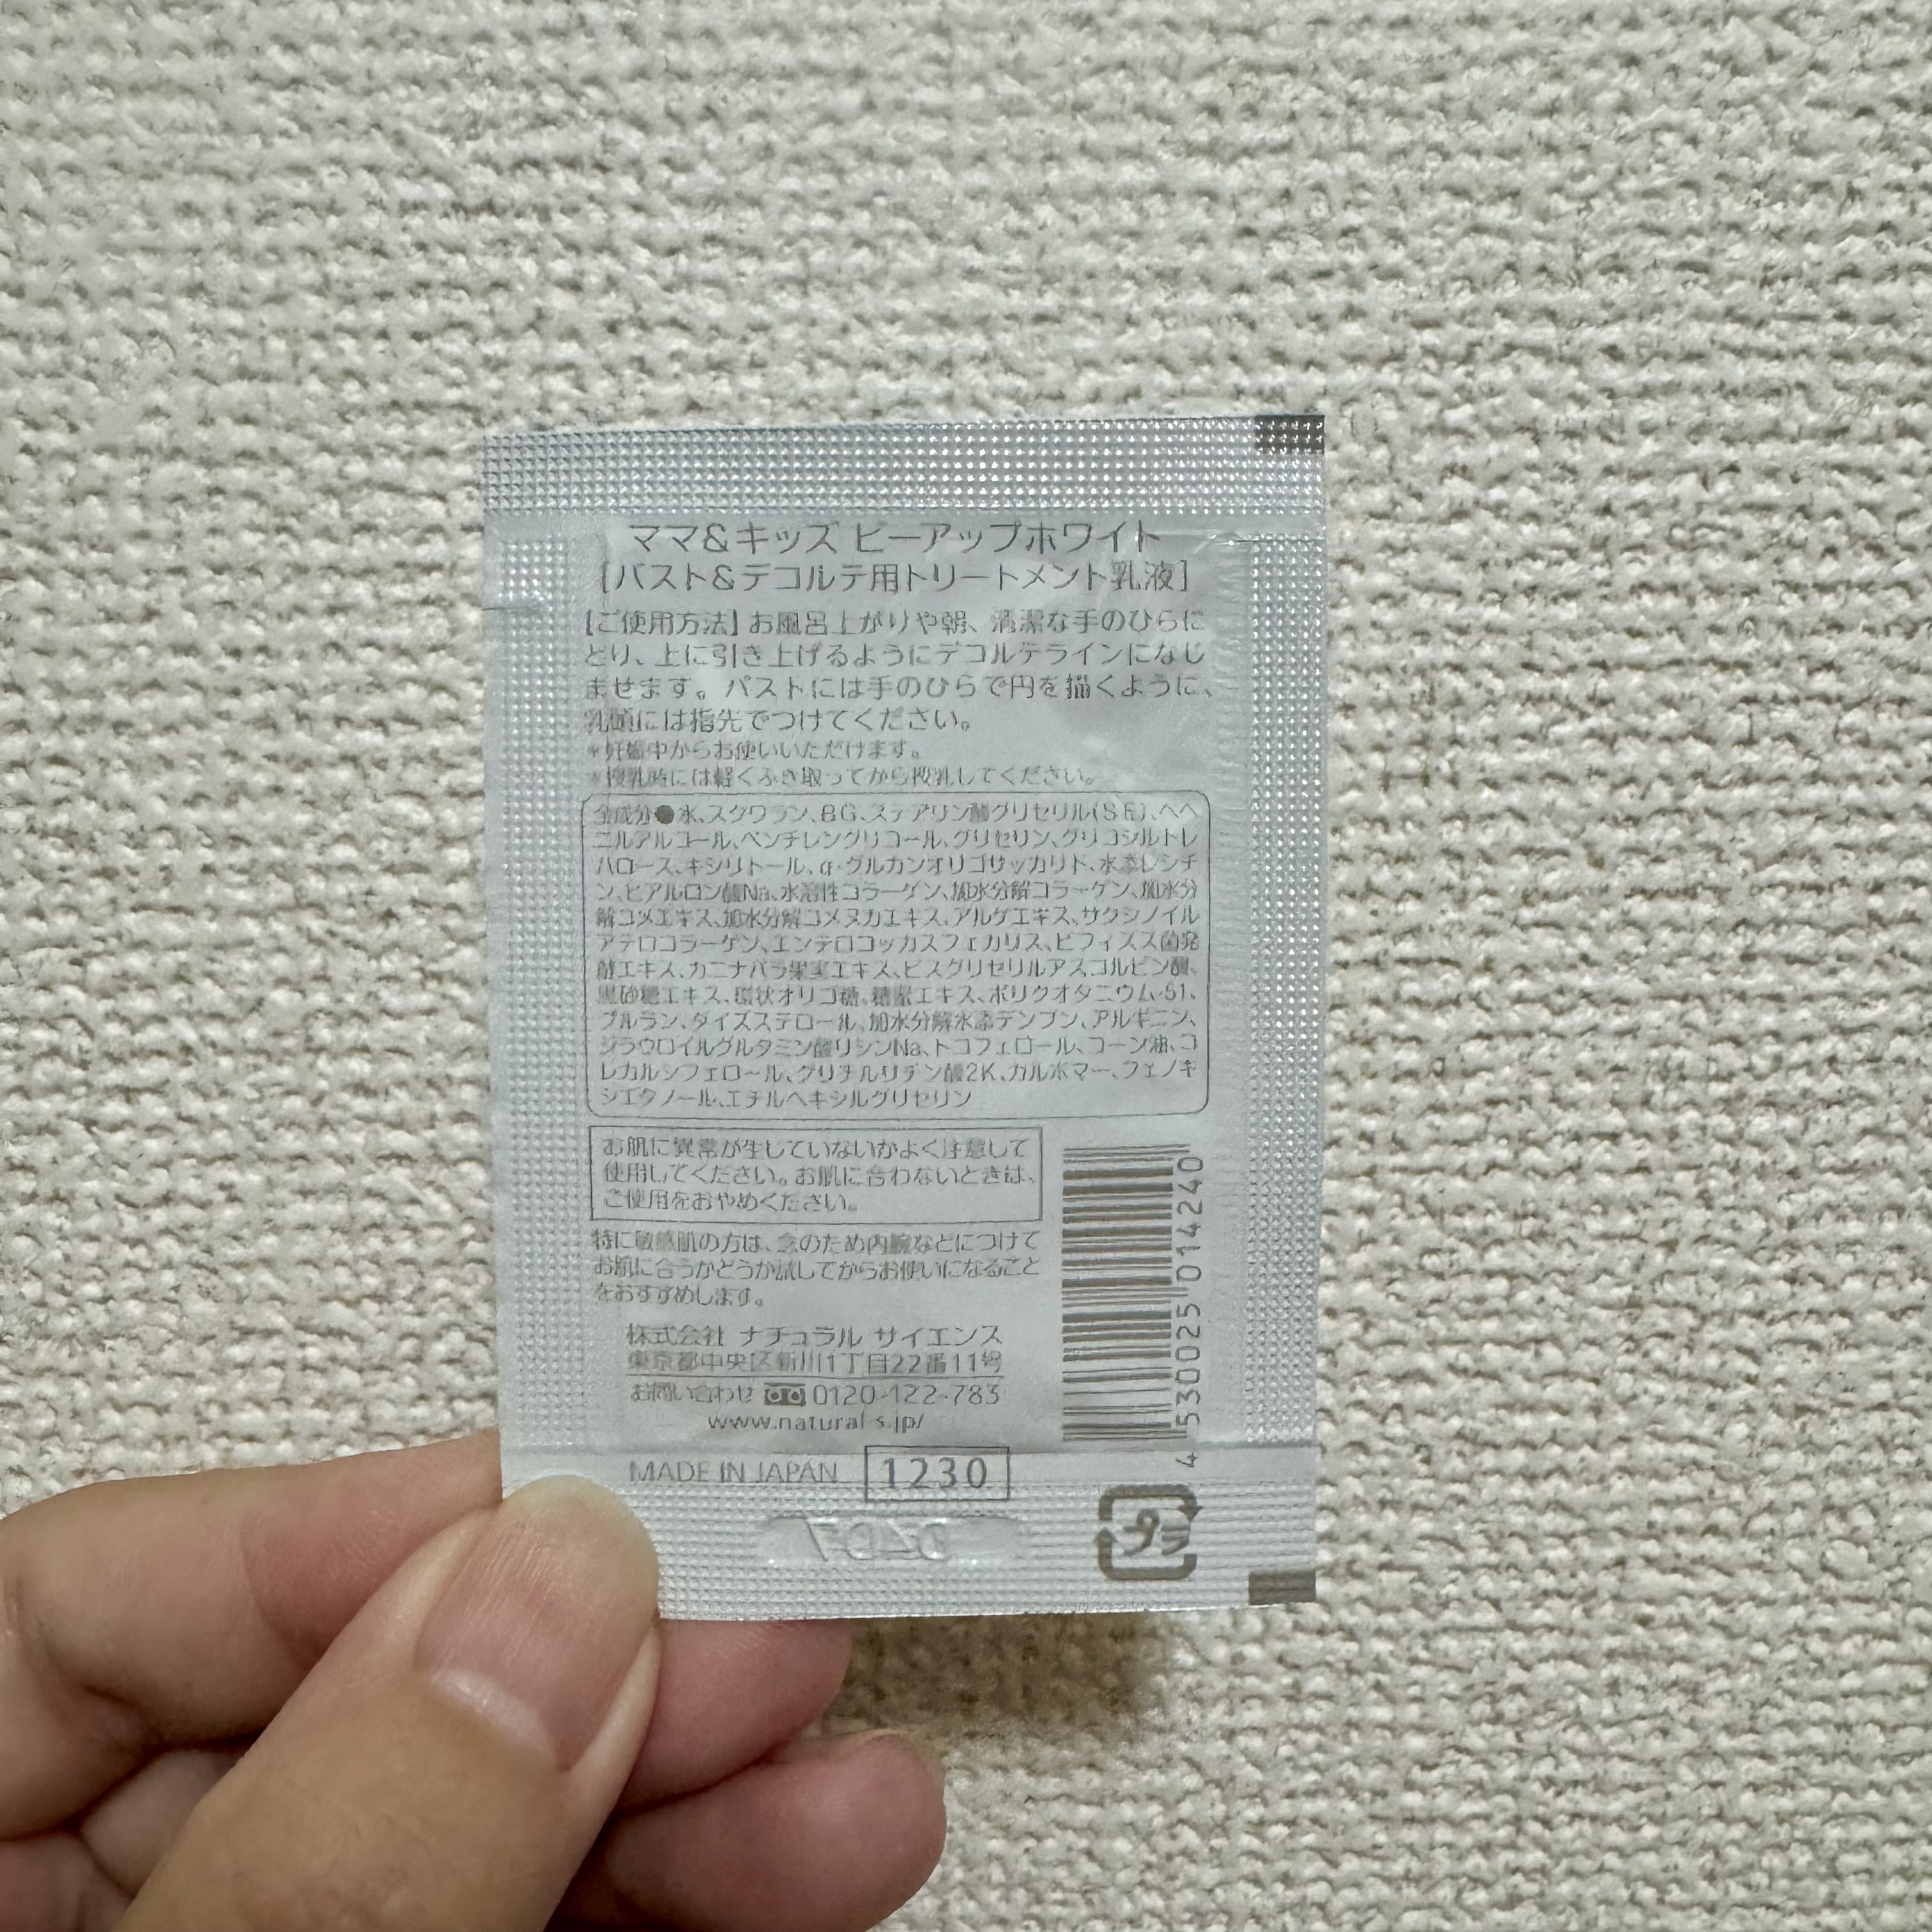 ママ&キッズ ビーアップホワイト
[バスト&デコルテ用トリートメント乳液]
【ご使用方法】お風呂上がりや朝、清潔な手のひらに
とり、上に引き上げるようにデコルテラインになじ
ませます。バストには手のひらで円を描くように、
乳頭には指先でつけてください。
*妊娠中からお使いいただけます。
*授乳時には軽くふき取ってから授乳してください。
全成分●水、スクワラン、BG、ステアリン酸グリセリル(SE)、ベヘ
ニルアルコール、ペンチレングリコール、グリセリン、グリコシルトレ
ハロース、キシリトール、α-グルカンオリゴサッカリド、水添レシチ
ン、ヒアルロン酸Na、水溶性コラーゲン、加水分解コラーゲン、加水分
解コメエキス、加水分解コメヌカエキス、アルゲエキス、サクシノイル
アテロコラーゲン、エンテロコッカスフェカリス、ビフィズス菌発
酵エキス、カニナバラ果実エキス、ビスグリセリルアスコルビン酸、
黒砂糖エキス、環状オリゴ糖、糖蜜エキス、ポリクオタニウム-51、
プルラン、ダイズステロール、加水分解水添デンプン、アルギニン、
ジラウロイルグルタミン酸リシンNa、トコフェロール、コーン油、コ
レカルシフェロール、グリチルリチン酸2K、カルボマー、フェノキ
シエタノール、エチルヘキシルグリセリン
お肌に異常が生じていないかよく注意して
使用してください。お肌に合わないときは、
ご使用をおやめください。
特に敏感肌の方は、念のため内腕などにつけて
お肌に合うかどうか試してからお使いになること
をおすすめします。
株式会社 ナチュラル サイエンス
東京都中央区新川1丁目22番11号
お問い合わせ 0120-122-783
www.natural-s.jp/
MADE IN JAPAN 1230
4 530025 014240
プラ